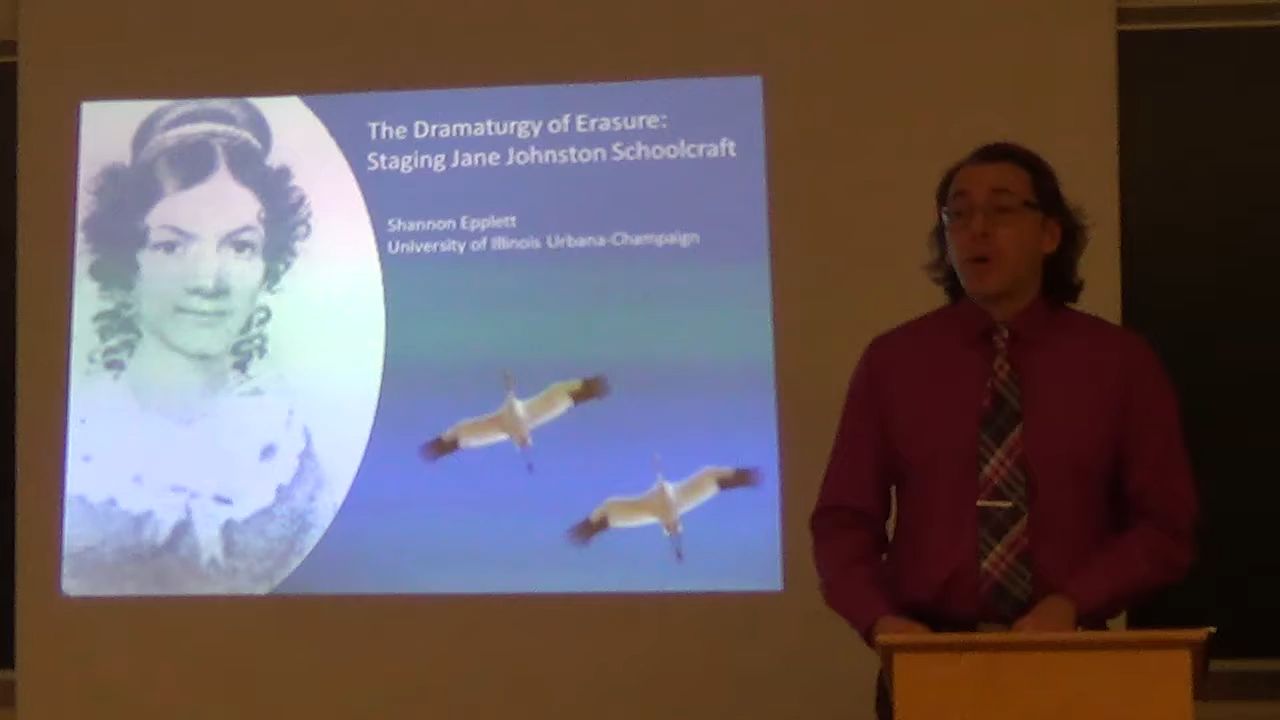 The Dramaturgy of Erasure:
Staging Jane Johnston Schoolcraft
Shannon Epplett
University of Illinois Urbana-Champaign